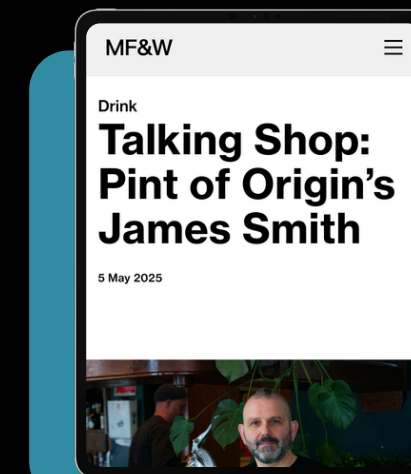 MF&W
Drink
Talking Shop:
Pint of Origin’s
James Smith
5 May 2025